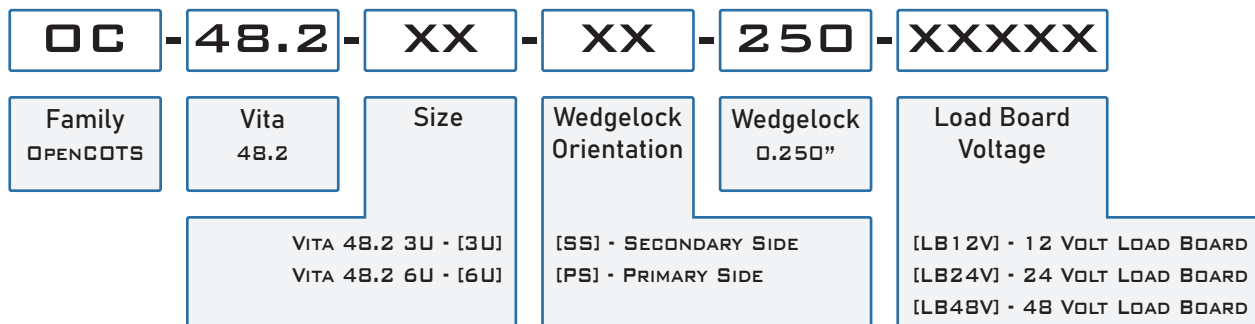 OC - 48.2 - XX - XX - 250 - XXXXX
Family
OpenCOTS
Vita
48.2
Size
Wedgelock
Orientation
Wedgelock
0.250"
Load Board
Voltage
Vita 48.2 3U - [3U]
Vita 48.2 6U - [6U]
[SS] - Secondary Side
[PS] - Primary Side
[LB12V] - 12 Volt Load Board
[LB24V] - 24 Volt Load Board
[LB48V] - 48 Volt Load Board